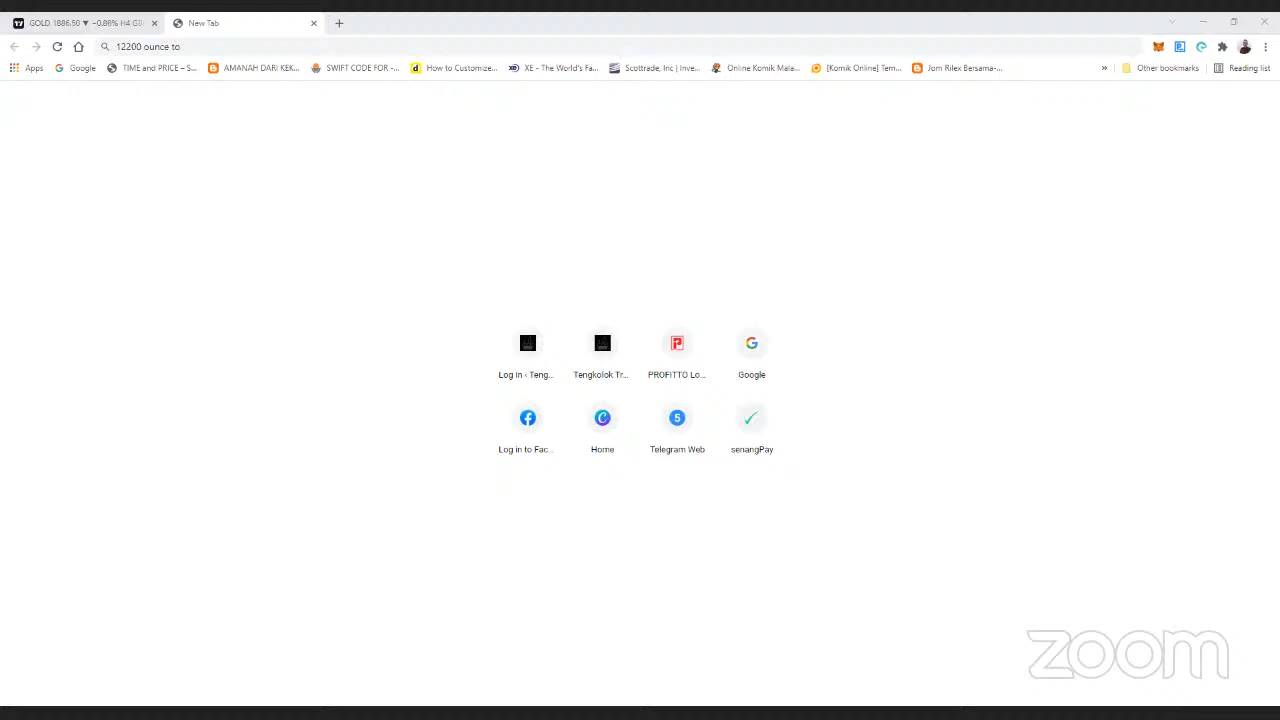 GOLD 1886.50 ▼ −0.86% H4
New Tab
12200 ounce to
Apps
Google
TIME and PRICE – S...
AMANAH DARI KEK...
SWIFT CODE FOR -...
How to Customize...
XE - The World's Fa...
Scottrade, Inc | Inve...
Online Komik Mala...
[Komik Online] Tem...
Jom Rilex Bersama-...
»
Other bookmarks
Reading list
Log In ‹ Teng...
Tengkolok Tr...
PROFITTO Lo...
Google
Log in to Fac...
Home
Telegram Web
senangPay
zoom